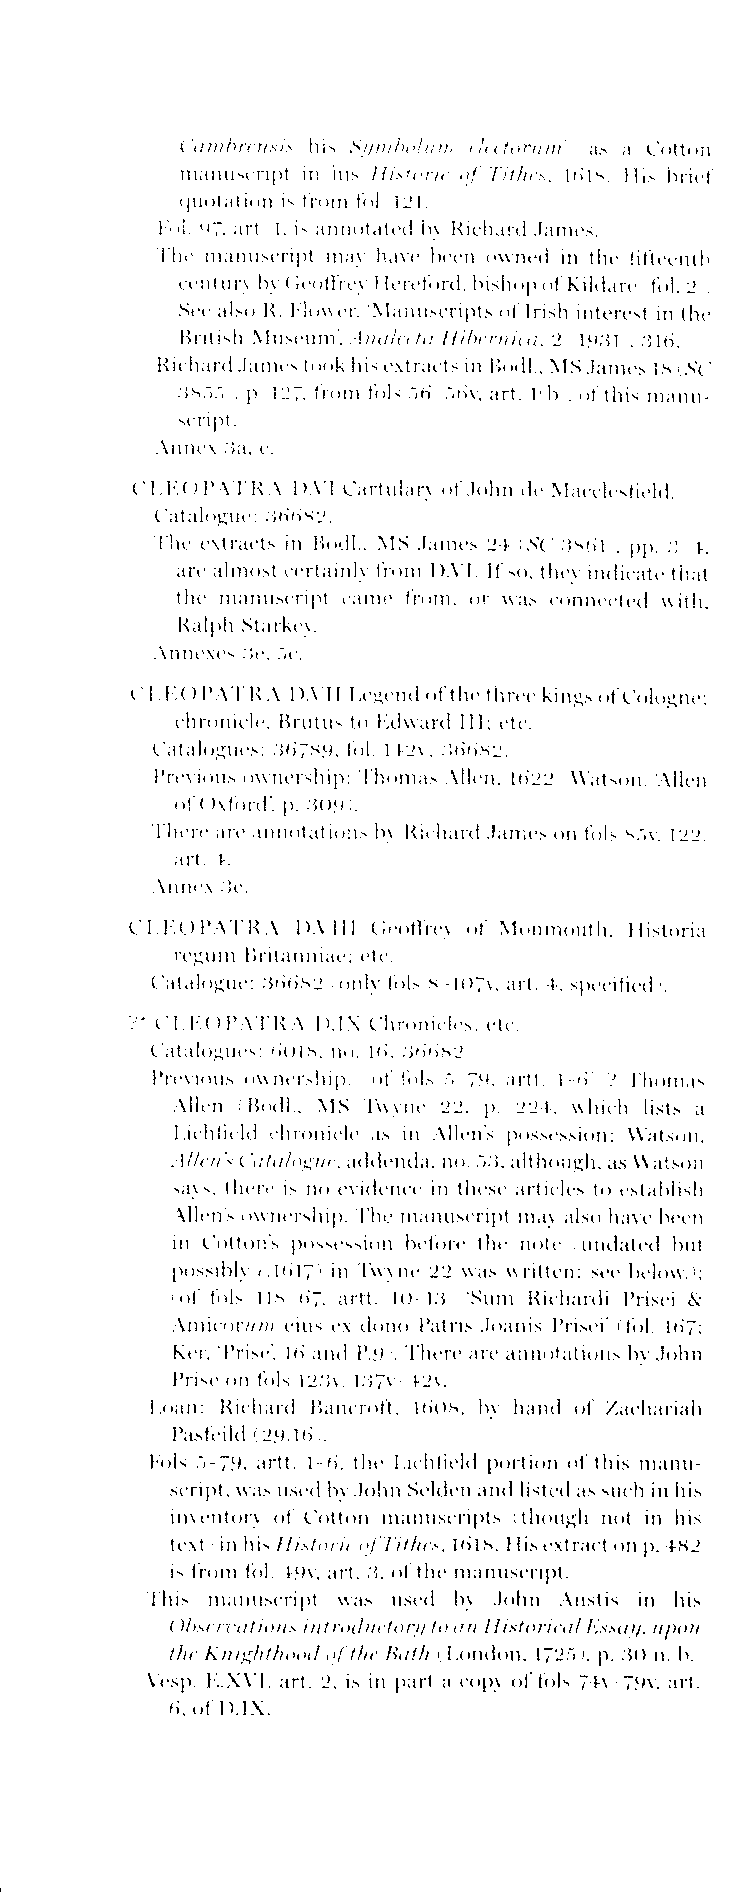 Cambrensis his Symbolum electorum' as a Cotton
manuscript in his Historie of Tithes, 1618. His brief
quotation is from fol. 121.
Fol. 97, art. 1, is annotated by Richard James.
The manuscript may have been owned in the fifteenth
century by Geoffrey Hereford, bishop of Kildare (fol. 2).
See also R. Flower, 'Manuscripts of Irish interest in the
British Museum', Analecta Hibernica, 2 (1931), 316.
Richard James took his extracts in Bodl., MS James 18 (SC
3855), p. 127, from fols 56–56v, art. 1(b), of this manu-
script.
Annex 3a, c.
CLEOPATRA D.VI Cartulary of John de Macclesfield.
Catalogue: 36682.
The extracts in Bodl., MS James 24 (SC 3861), pp. 3–4,
are almost certainly from D.VI. If so, they indicate that
the manuscript came from, or was connected with,
Ralph Starkey.
Annexes 3e, 5c.
CLEOPATRA D.VII Legend of the three kings of Cologne;
chronicle, Brutus to Edward III; etc.
Catalogues: 36789, fol. 142v, 36682.
Previous ownership: Thomas Allen, 1622 (Watson, 'Allen
of Oxford', p. 309).
There are annotations by Richard James on fols 85v, 122,
art. 4.
Annex 3e.
CLEOPATRA D.VIII Geoffrey of Monmouth, Historia
regum Britanniae; etc.
Catalogue: 36682 (only fols 8–107v, art. 4, specified).
?* CLEOPATRA D.IX Chronicles, etc.
Catalogues: 6018, no. 16, 36682
Previous ownership: (of fols 5–79, artt. 1–6) ? Thomas
Allen (Bodl., MS Twyne 22, p. 224, which lists a
Lichfield chronicle as in Allen's possession; Watson,
Allen's Catalogue, addenda, no. 53, although, as Watson
says, there is no evidence in these articles to establish
Allen's ownership. The manuscript may also have been
in Cotton's possession before the note (undated but
possibly c.1617) in Twyne 22 was written: see below.);
(of fols 118–67, artt. 10–13) 'Sum Richardi Prisei &
Amicorum eius ex dono Patris Joanis Prisei' (fol. 167;
Ker, 'Prise', 16 and P.9). There are annotations by John
Prise on fols 123v, 137v–42v.
Loan: Richard Bancroft, 1608, by hand of Zachariah
Pasfeild (29.16).
Fols 5–79, artt. 1–6, the Lichfield portion of this manu-
script, was used by John Selden and listed as such in his
inventory of Cotton manuscripts (though not in his
text) in his Historie of Tithes, 1618. His extract on p. 482
is from fol. 49v, art. 3, of the manuscript.
This manuscript was used by John Anstis in his
Observations introductory to an Historical Essay, upon
the Knighthood of the Bath (London, 1725), p. 30 n. b.
Vesp. E.XVI, art. 2, is in part a copy of fols 74v–79v, art.
6, of D.IX.